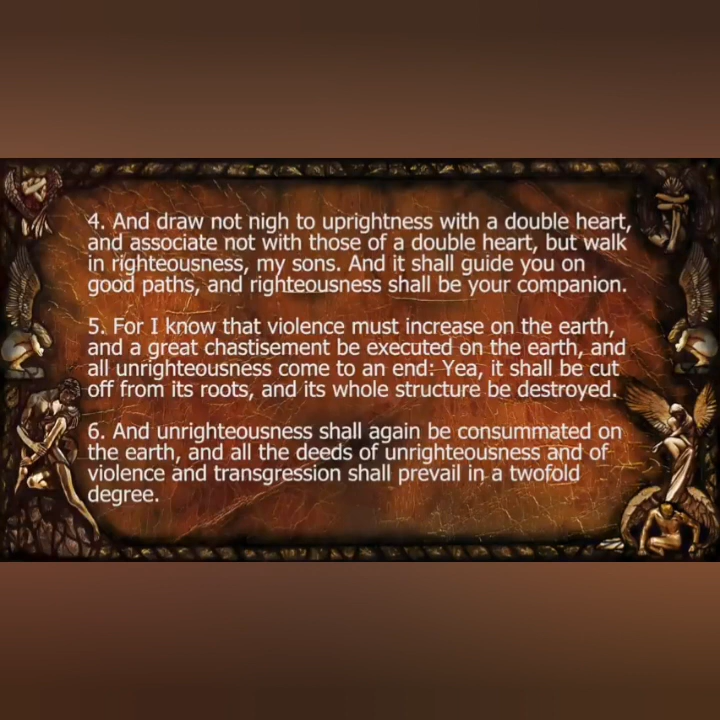 4. And draw not nigh to uprightness with a double heart,
and associate not with those of a double heart, but walk
in righteousness, my sons. And it shall guide you on
good paths, and righteousness shall be your companion.
5. For I know that violence must increase on the earth,
and a great chastisement be executed on the earth, and
all unrighteousness come to an end: Yea, it shall be cut
off from its roots, and its whole structure be destroyed.
6. And unrighteousness shall again be consummated on
the earth, and all the deeds of unrighteousness and of
violence and transgression shall prevail in a twofold
degree.